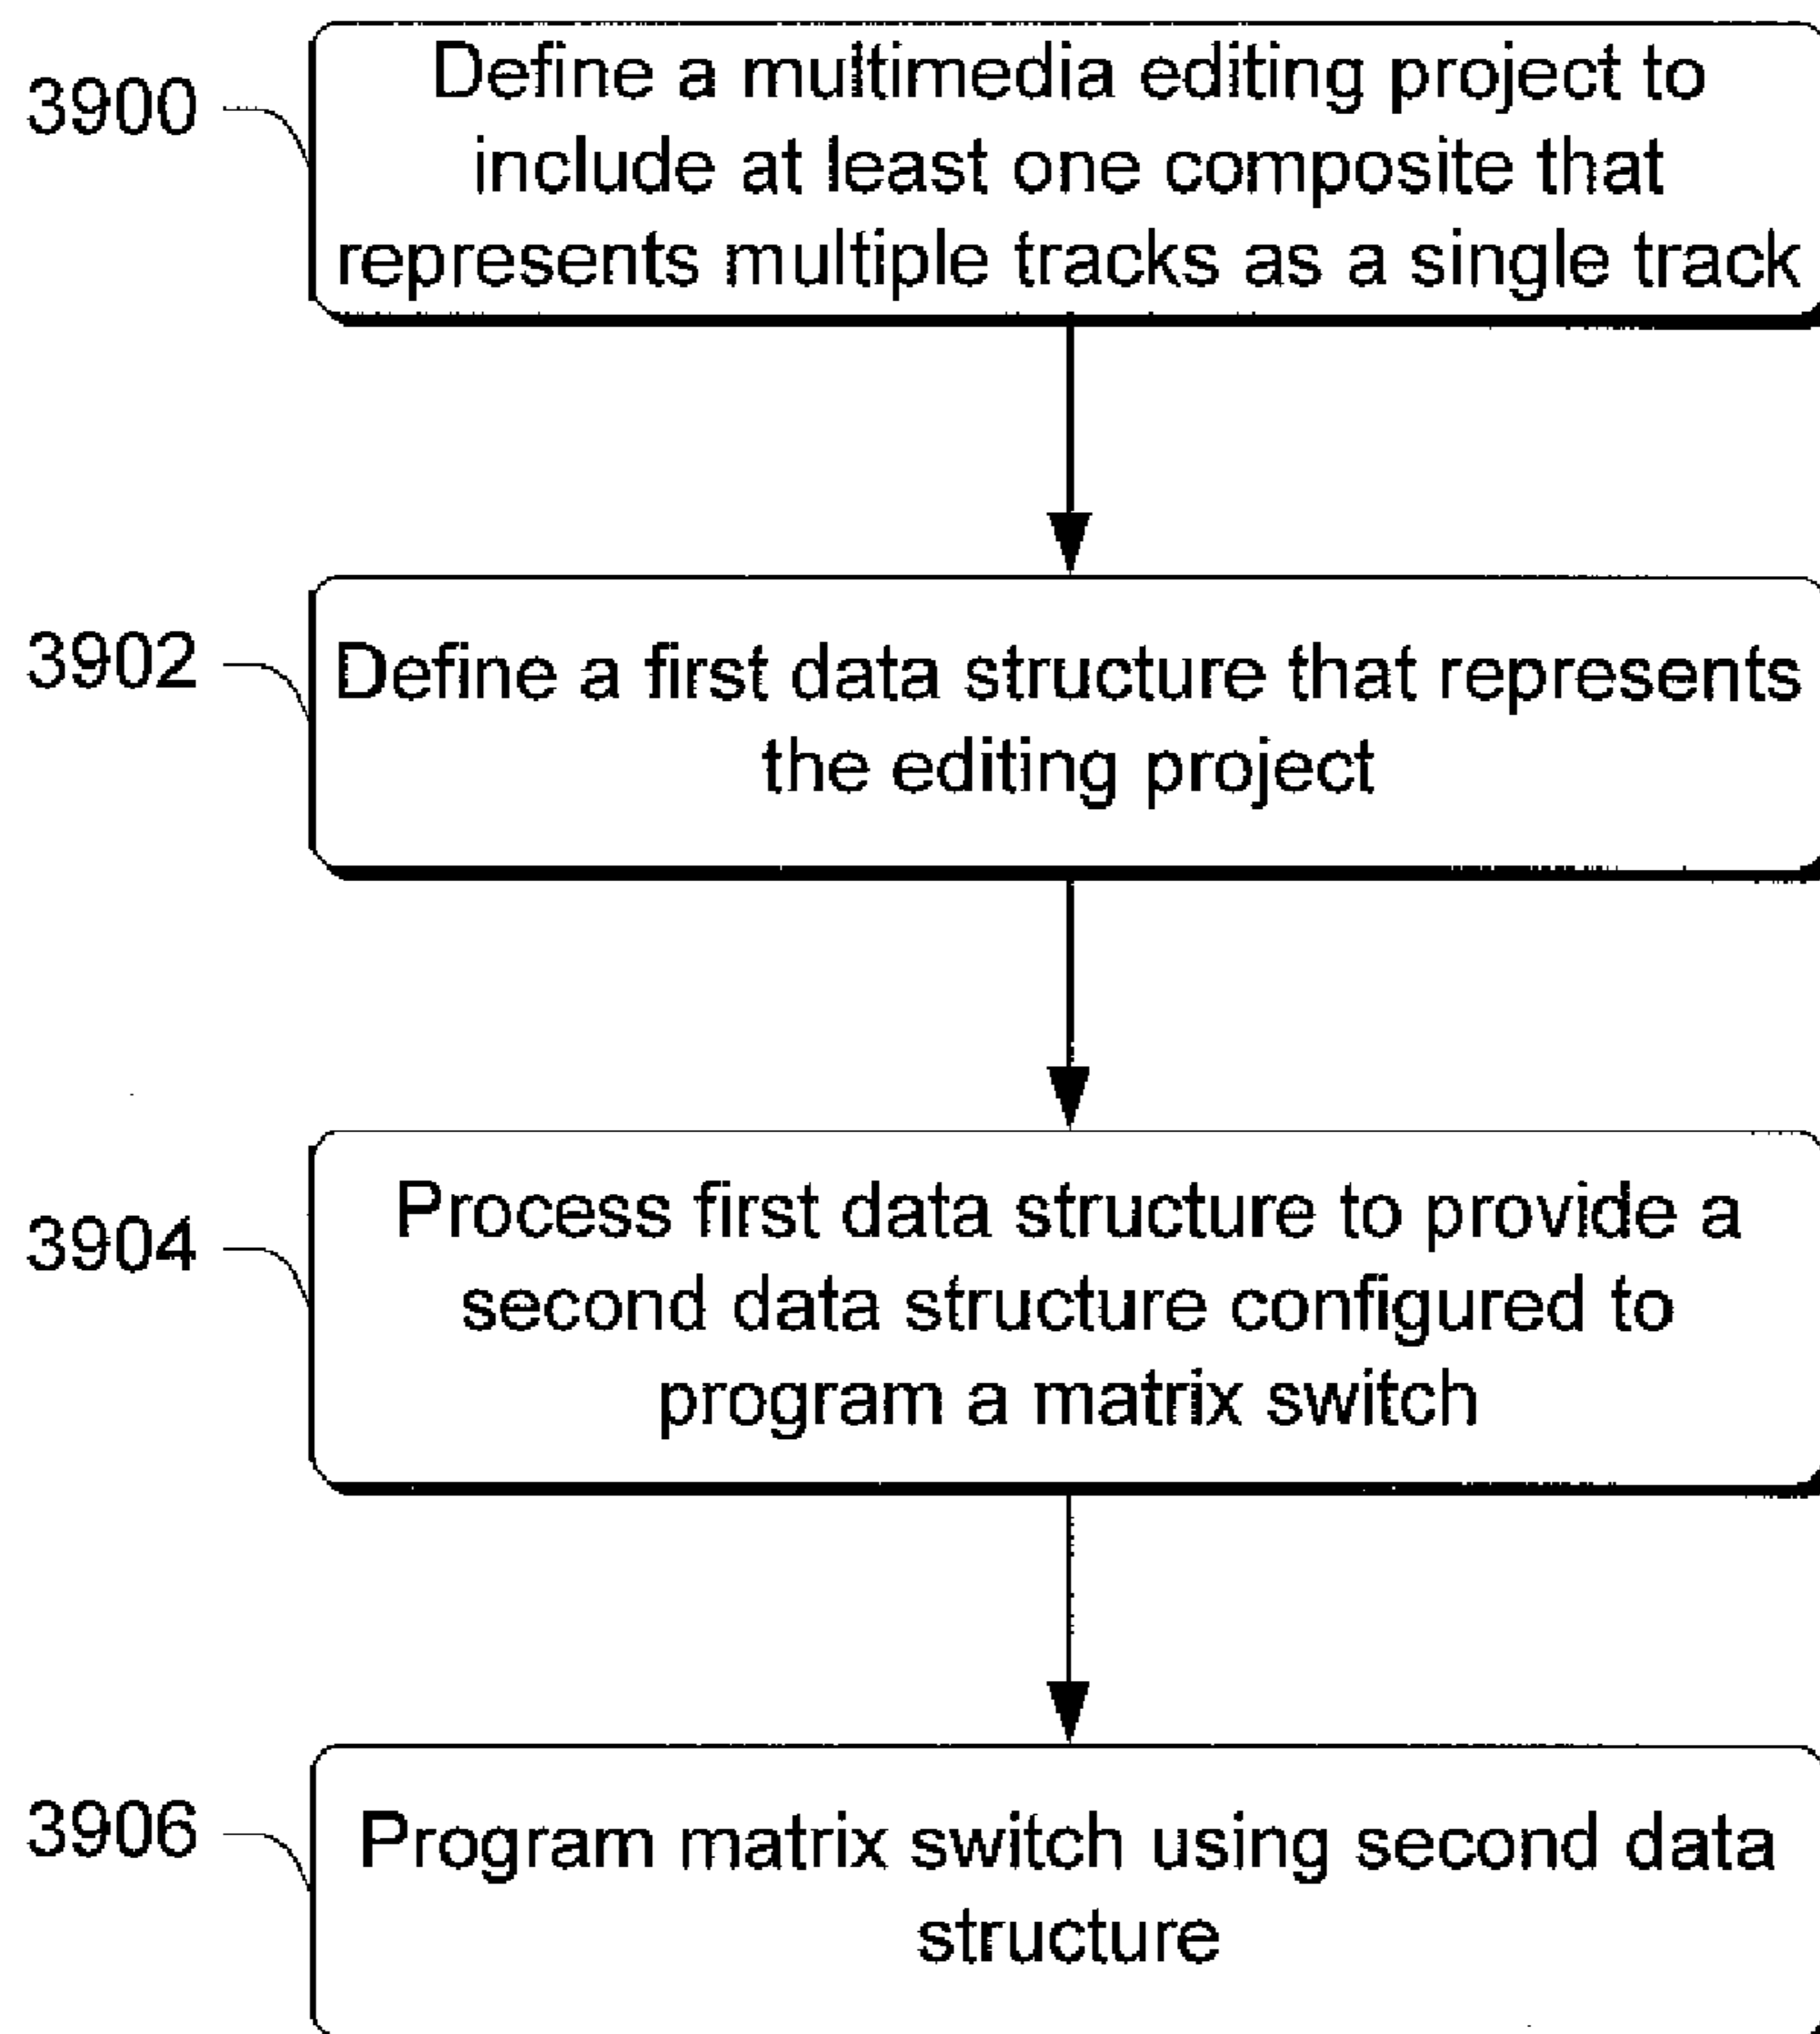 3900
Define a multimedia editing project to
include at least one composite that
represents multiple tracks as a single track
3902
Define a first data structure that represents
the editing project
3904
Process first data structure to provide a
second data structure configured to
program a matrix switch
3906
Program matrix switch using second data
structure